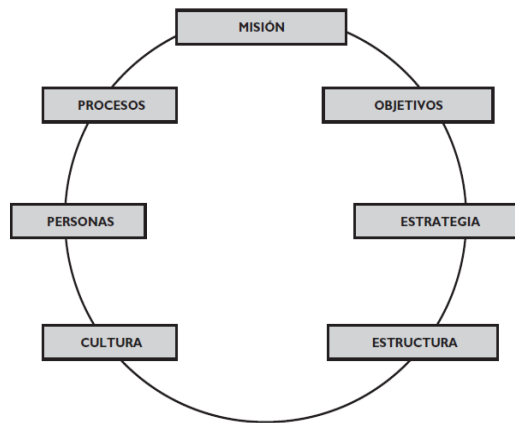 MISIÓN
PROCESOS
OBJETIVOS
PERSONAS
ESTRATEGIA
CULTURA
ESTRUCTURA